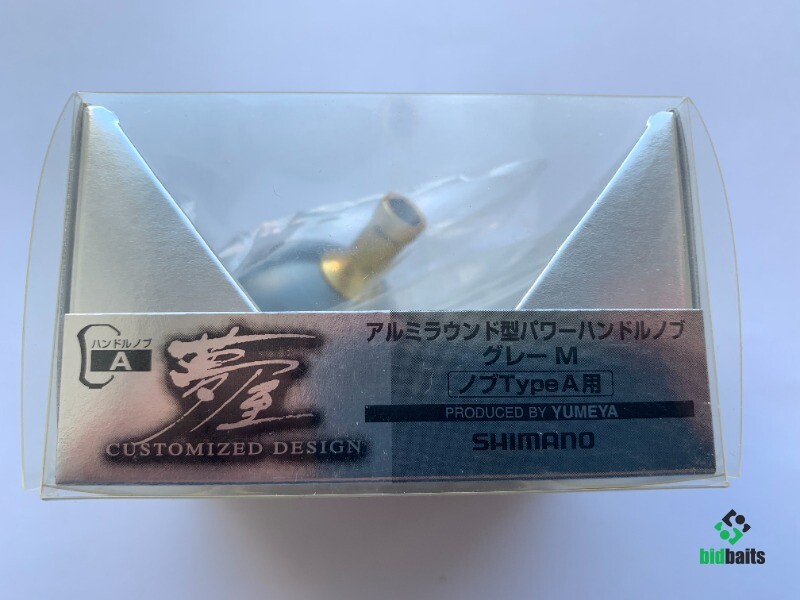 ハンドルノブ
A
夢屋
CUSTOMIZED DESIGN
アルミラウンド型パワーハンドルノブ
グレー M
ノブTypeA用
PRODUCED BY YUMEYA
SHIMANO
bidbaits